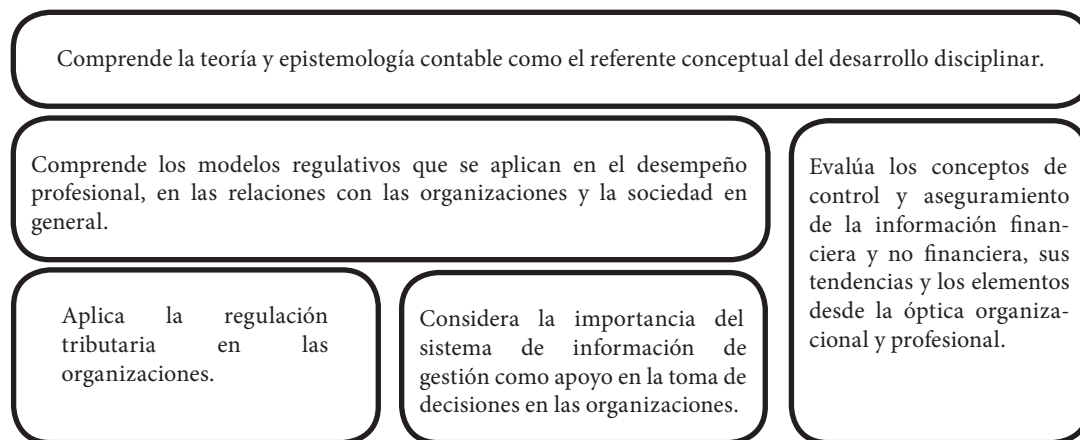 Comprende la teoría y epistemología contable como el referente conceptual del desarrollo disciplinar.
Comprende los modelos regulativos que se aplican en el desempeño
profesional, en las relaciones con las organizaciones y la sociedad en
general.
Evalúa los conceptos de
control y aseguramiento
de la información finan-
ciera y no financiera, sus
tendencias y los elementos
desde la óptica organiza-
cional y profesional.
Aplica la regulación
tributaria en las
organizaciones.
Considera la importancia del
sistema de información de
gestión como apoyo en la toma de
decisiones en las organizaciones.